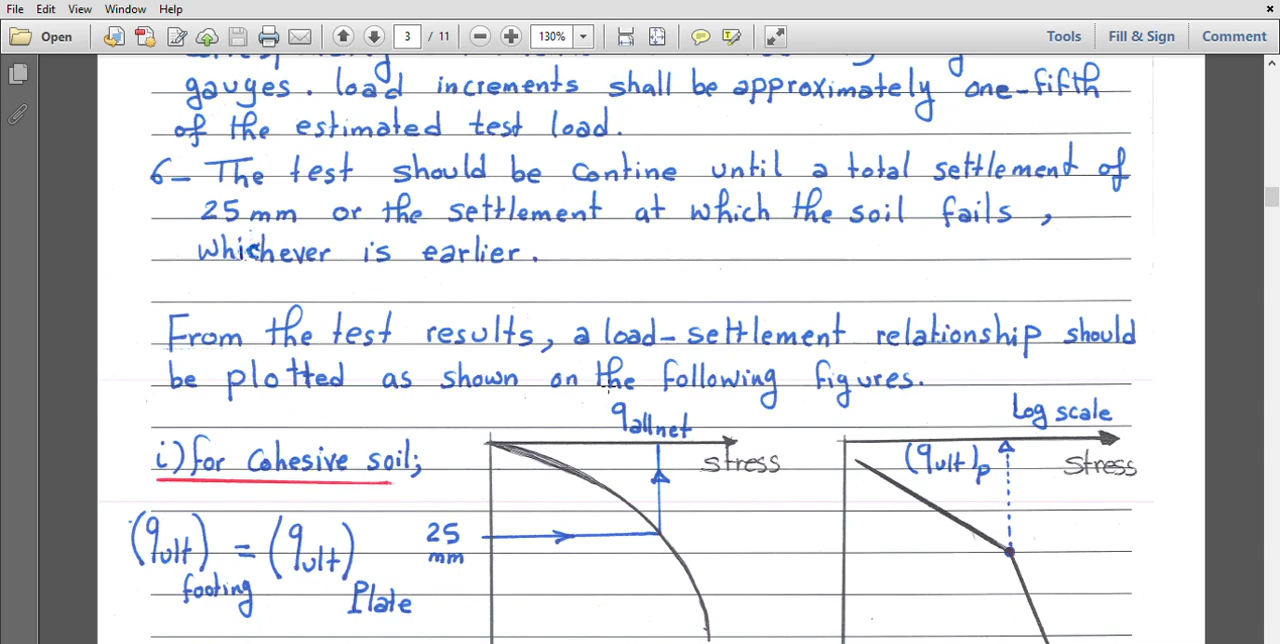 File Edit View Window Help
Open 3 / 11 130% Tools Fill & Sign Comment
gauges. load increments shall be approximately one-fifth
of the estimated test load.
6- The test should be contine until a total settlement of
25 mm or the settlement at which the soil fails,
whichever is earlier.
From the test results, a load-settlement relationship should
be plotted as shown on the following figures.
i) for Cohesive soil;
(qult) footing = (qult) Plate
qall net
stress
25
mm
Log scale
(qult)p
stress